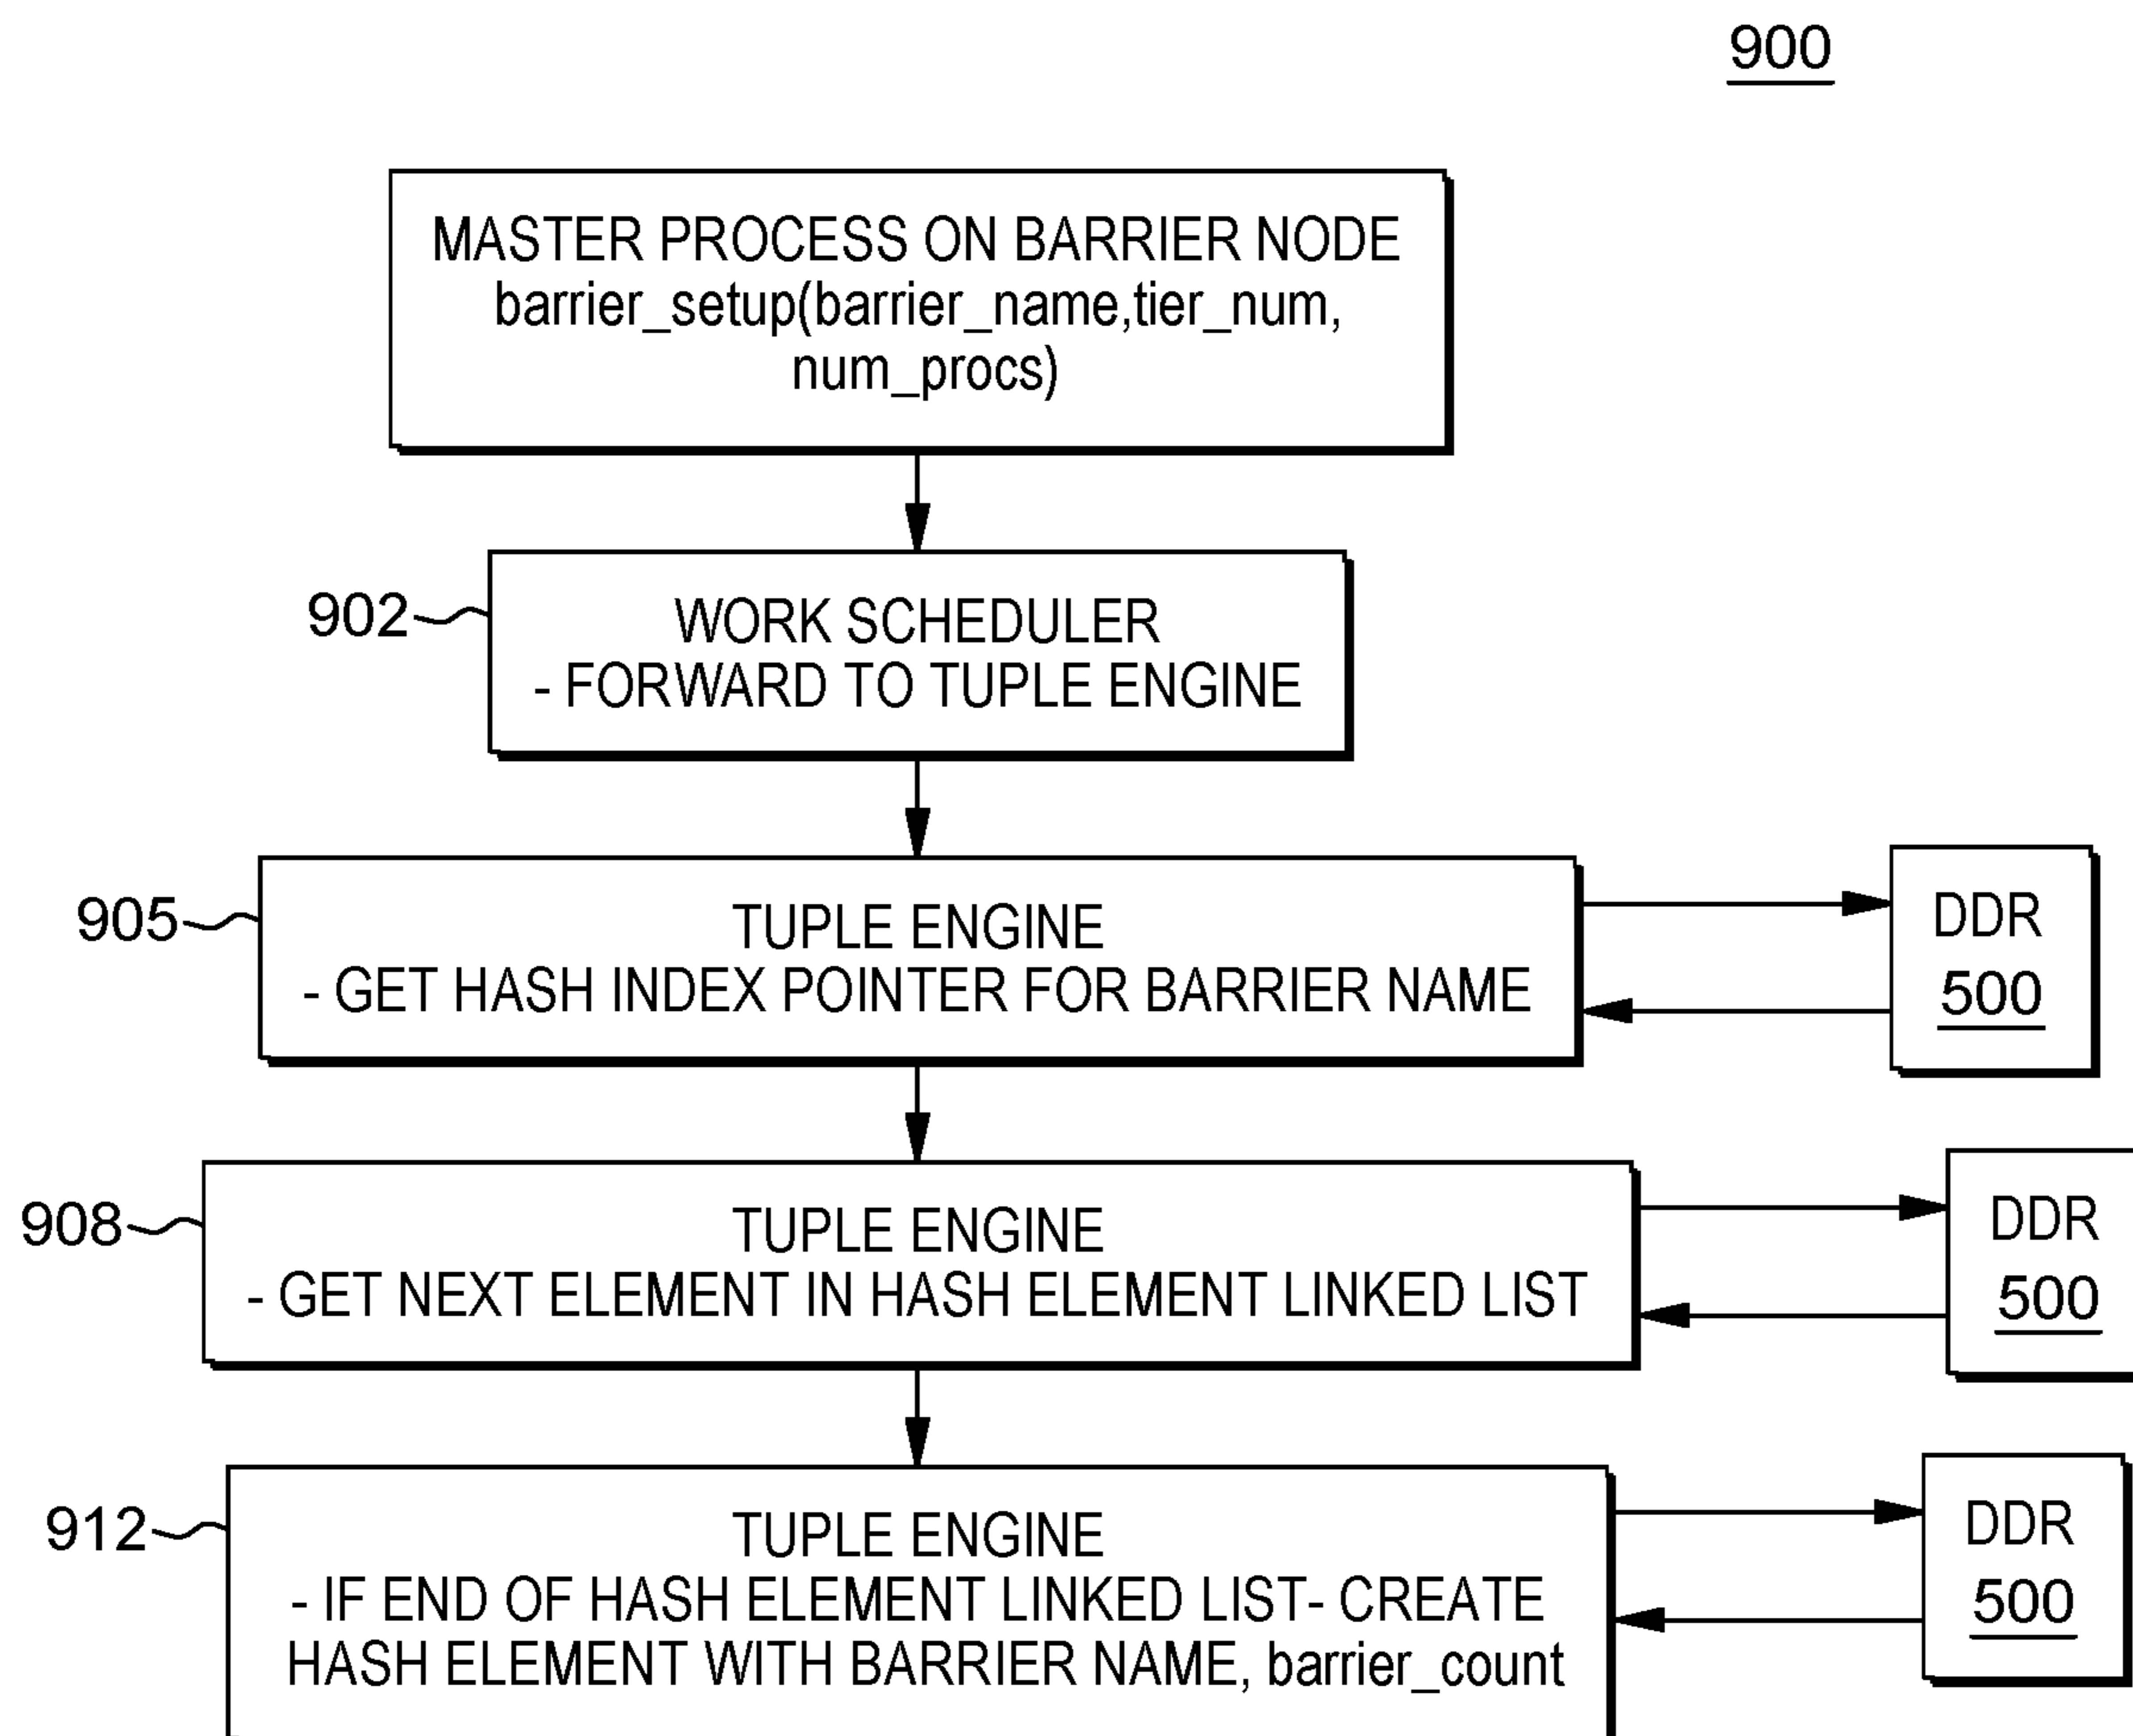 900
MASTER PROCESS ON BARRIER NODE
barrier_setup(barrier_name,tier_num,
num_procs)
902
WORK SCHEDULER
- FORWARD TO TUPLE ENGINE
905
TUPLE ENGINE
- GET HASH INDEX POINTER FOR BARRIER NAME
DDR
500
908
TUPLE ENGINE
- GET NEXT ELEMENT IN HASH ELEMENT LINKED LIST
DDR
500
912
TUPLE ENGINE
- IF END OF HASH ELEMENT LINKED LIST- CREATE
HASH ELEMENT WITH BARRIER NAME, barrier_count
DDR
500